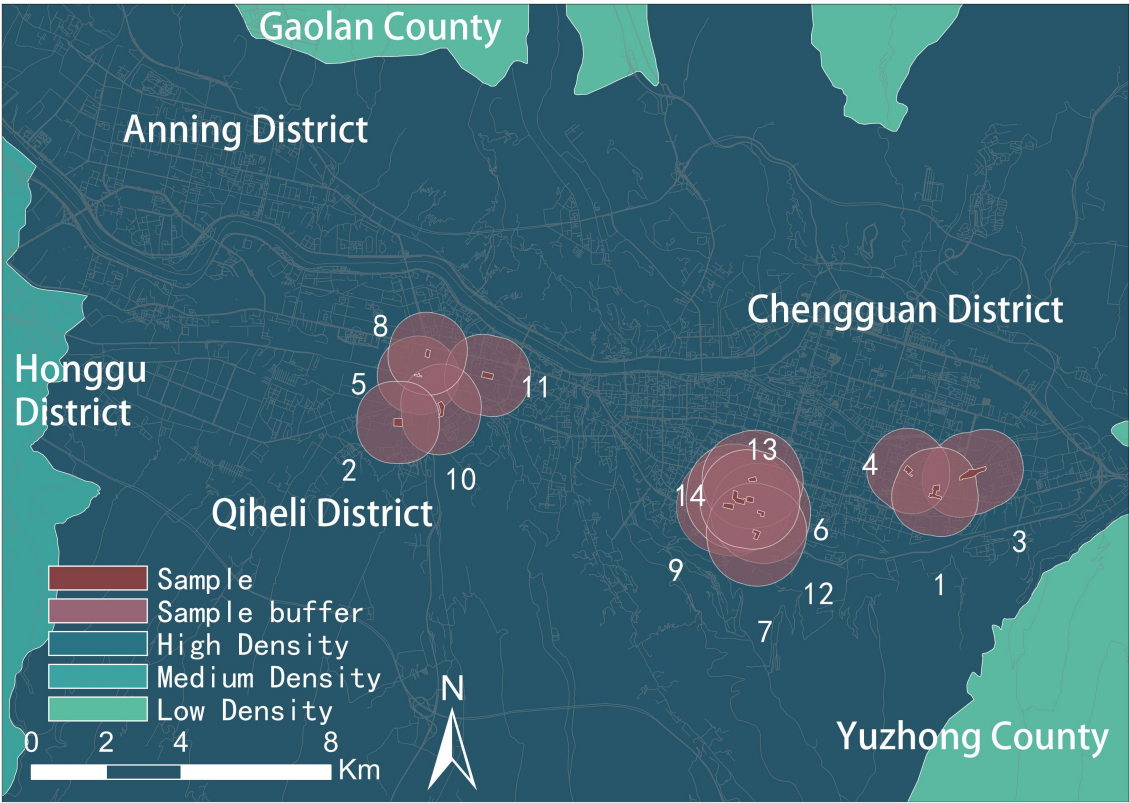 Gaolan County
Anning District
Chengguan District
8
Honggu
District
5
11
2
10
Qiheli District
13
14
6
9
12
7
4
3
1
Sample
Sample buffer
High Density
Medium Density
Low Density
N
0 2 4 8
Km
Yuzhong County